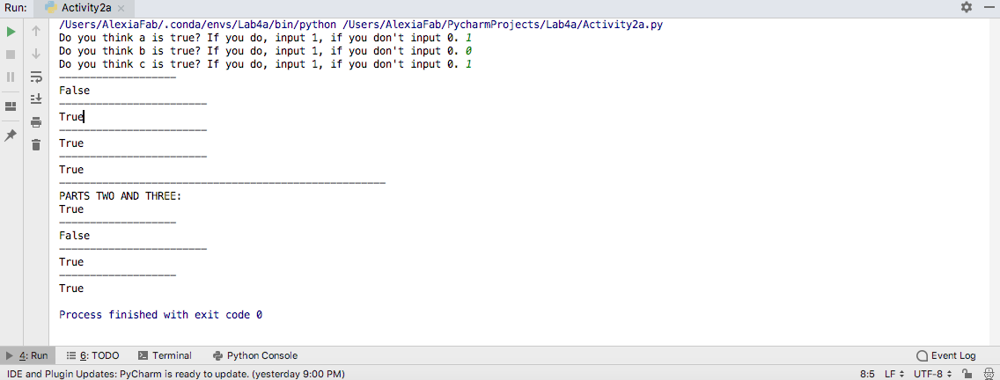 Run: Activity2a
/Users/AlexiaFab/.conda/envs/Lab4a/bin/python /Users/AlexiaFab/PycharmProjects/Lab4a/Activity2a.py
Do you think a is true? If you do, input 1, if you don't input 0. 1
Do you think b is true? If you do, input 1, if you don't input 0. 0
Do you think c is true? If you do, input 1, if you don't input 0. 1
-------------------
False
------------------------
True
------------------------
True
------------------------
True
-----------------------------------------------------
PARTS TWO AND THREE:
True
-------------------
False
------------------------
True
-------------------
True
Process finished with exit code 0
4: Run 6: TODO Terminal Python Console Event Log
IDE and Plugin Updates: PyCharm is ready to update. (yesterday 9:00 PM) 8:5 LF UTF-8